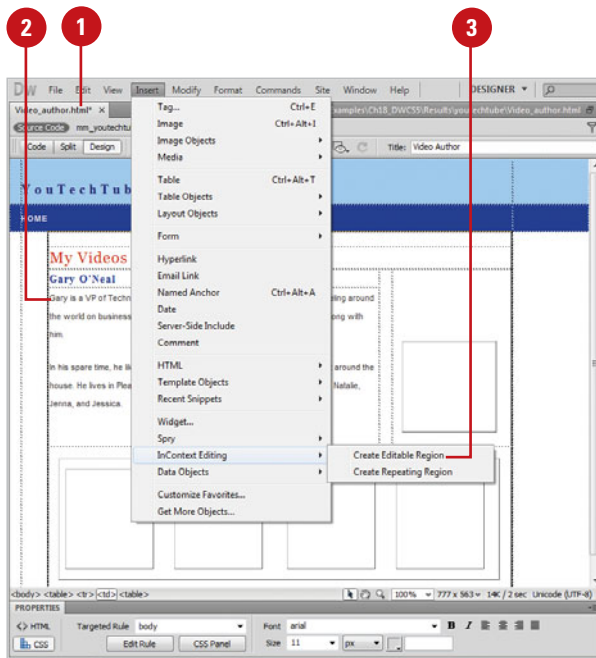 2 1 3
DW File Edit View Insert Modify Format Commands Site Window Help DESIGNER
Video_author.html* × examples\Ch18_DWCS5\Results\youtechtube\Video_author.html
Source Code mm_youtechtu
Code Split Design Title: Video Author
Tag... Ctrl+E
Image Ctrl+Alt+I
Image Objects
Media
Table Ctrl+Alt+T
Table Objects
Layout Objects
Form
Hyperlink
Email Link
Named Anchor Ctrl+Alt+A
Date
Server-Side Include
Comment
HTML
Template Objects
Recent Snippets
Widget...
Spry
InContext Editing
Data Objects
Customize Favorites...
Get More Objects...
Create Editable Region
Create Repeating Region
YouTechTub
HOME
My Videos
Gary O'Neal
2
Gary is a VP of Techn ling around
the world on business ong with
him.
In his spare time, he lik around the
house. He lives in Plea Natalie,
Jenna, and Jessica.
<body> <table> <tr> <td> <table> 100% 777 x 563 14K / 2 sec Unicode (UTF-8)
PROPERTIES
<> HTML Targeted Rule body Font arial B I
CSS Edit Rule CSS Panel Size 11 px